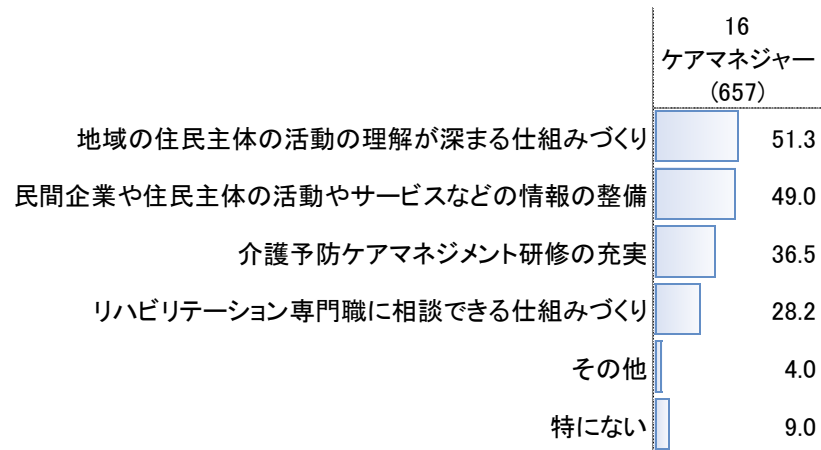 16
ケアマネジャー
(657)
地域の住民主体の活動の理解が深まる仕組みづくり 51.3
民間企業や住民主体の活動やサービスなどの情報の整備 49.0
介護予防ケアマネジメント研修の充実 36.5
リハビリテーション専門職に相談できる仕組みづくり 28.2
その他 4.0
特にない 9.0